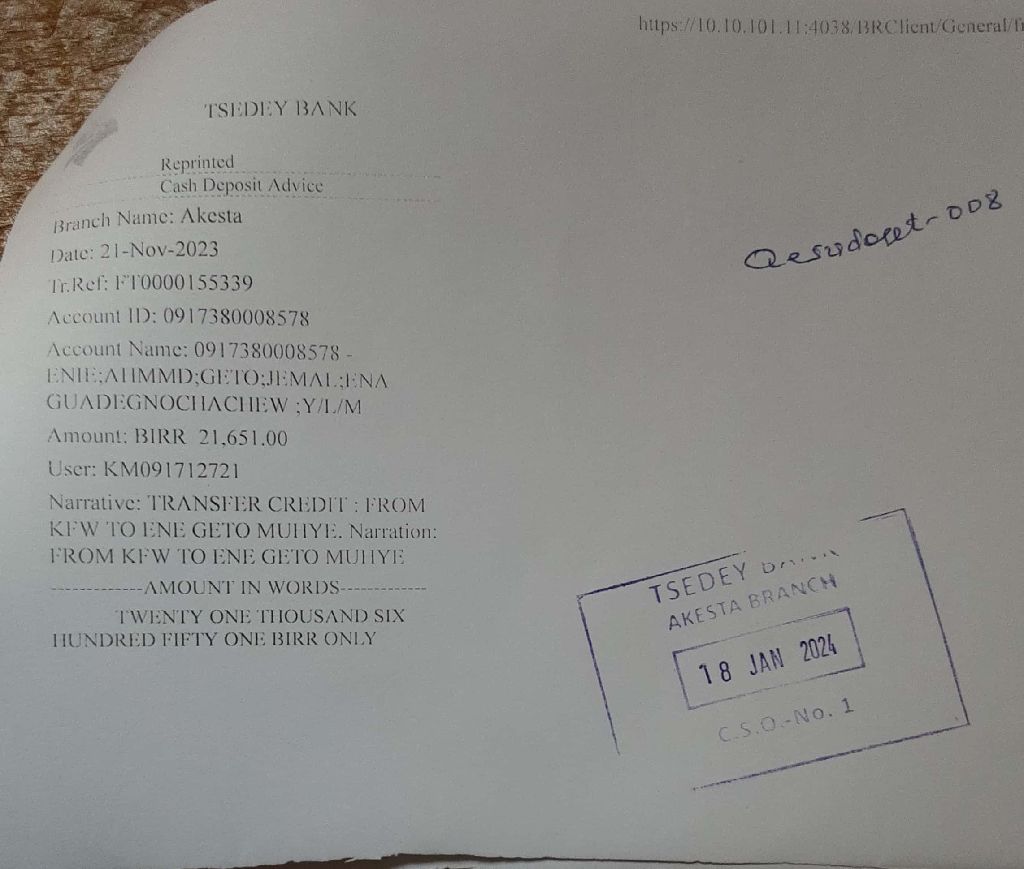 https://10.10.101.11:4038/BRClient/General/fr
TSEDEY BANK
Reprinted
Cash Deposit Advice
Branch Name: Akesta
Date: 21-Nov-2023
Tr.Ref: FT0000155339
Account ID: 0917380008578
Account Name: 0917380008578 -
ENIE;AHMMD;GETO;JEMAL;ENA
GUADEGNOCHACHEW ;Y/L/M
Amount: BIRR 21,651.00
User: KM091712721
Narrative: TRANSFER CREDIT : FROM
KFW TO ENE GETO MUHYE. Narration:
FROM KFW TO ENE GETO MUHYE
-------------AMOUNT IN WORDS------------
TWENTY ONE THOUSAND SIX
HUNDRED FIFTY ONE BIRR ONLY
-008
TSEDEY BANK
AKESTA BRANCH
18 JAN 2024
C.S.O.-No. 1